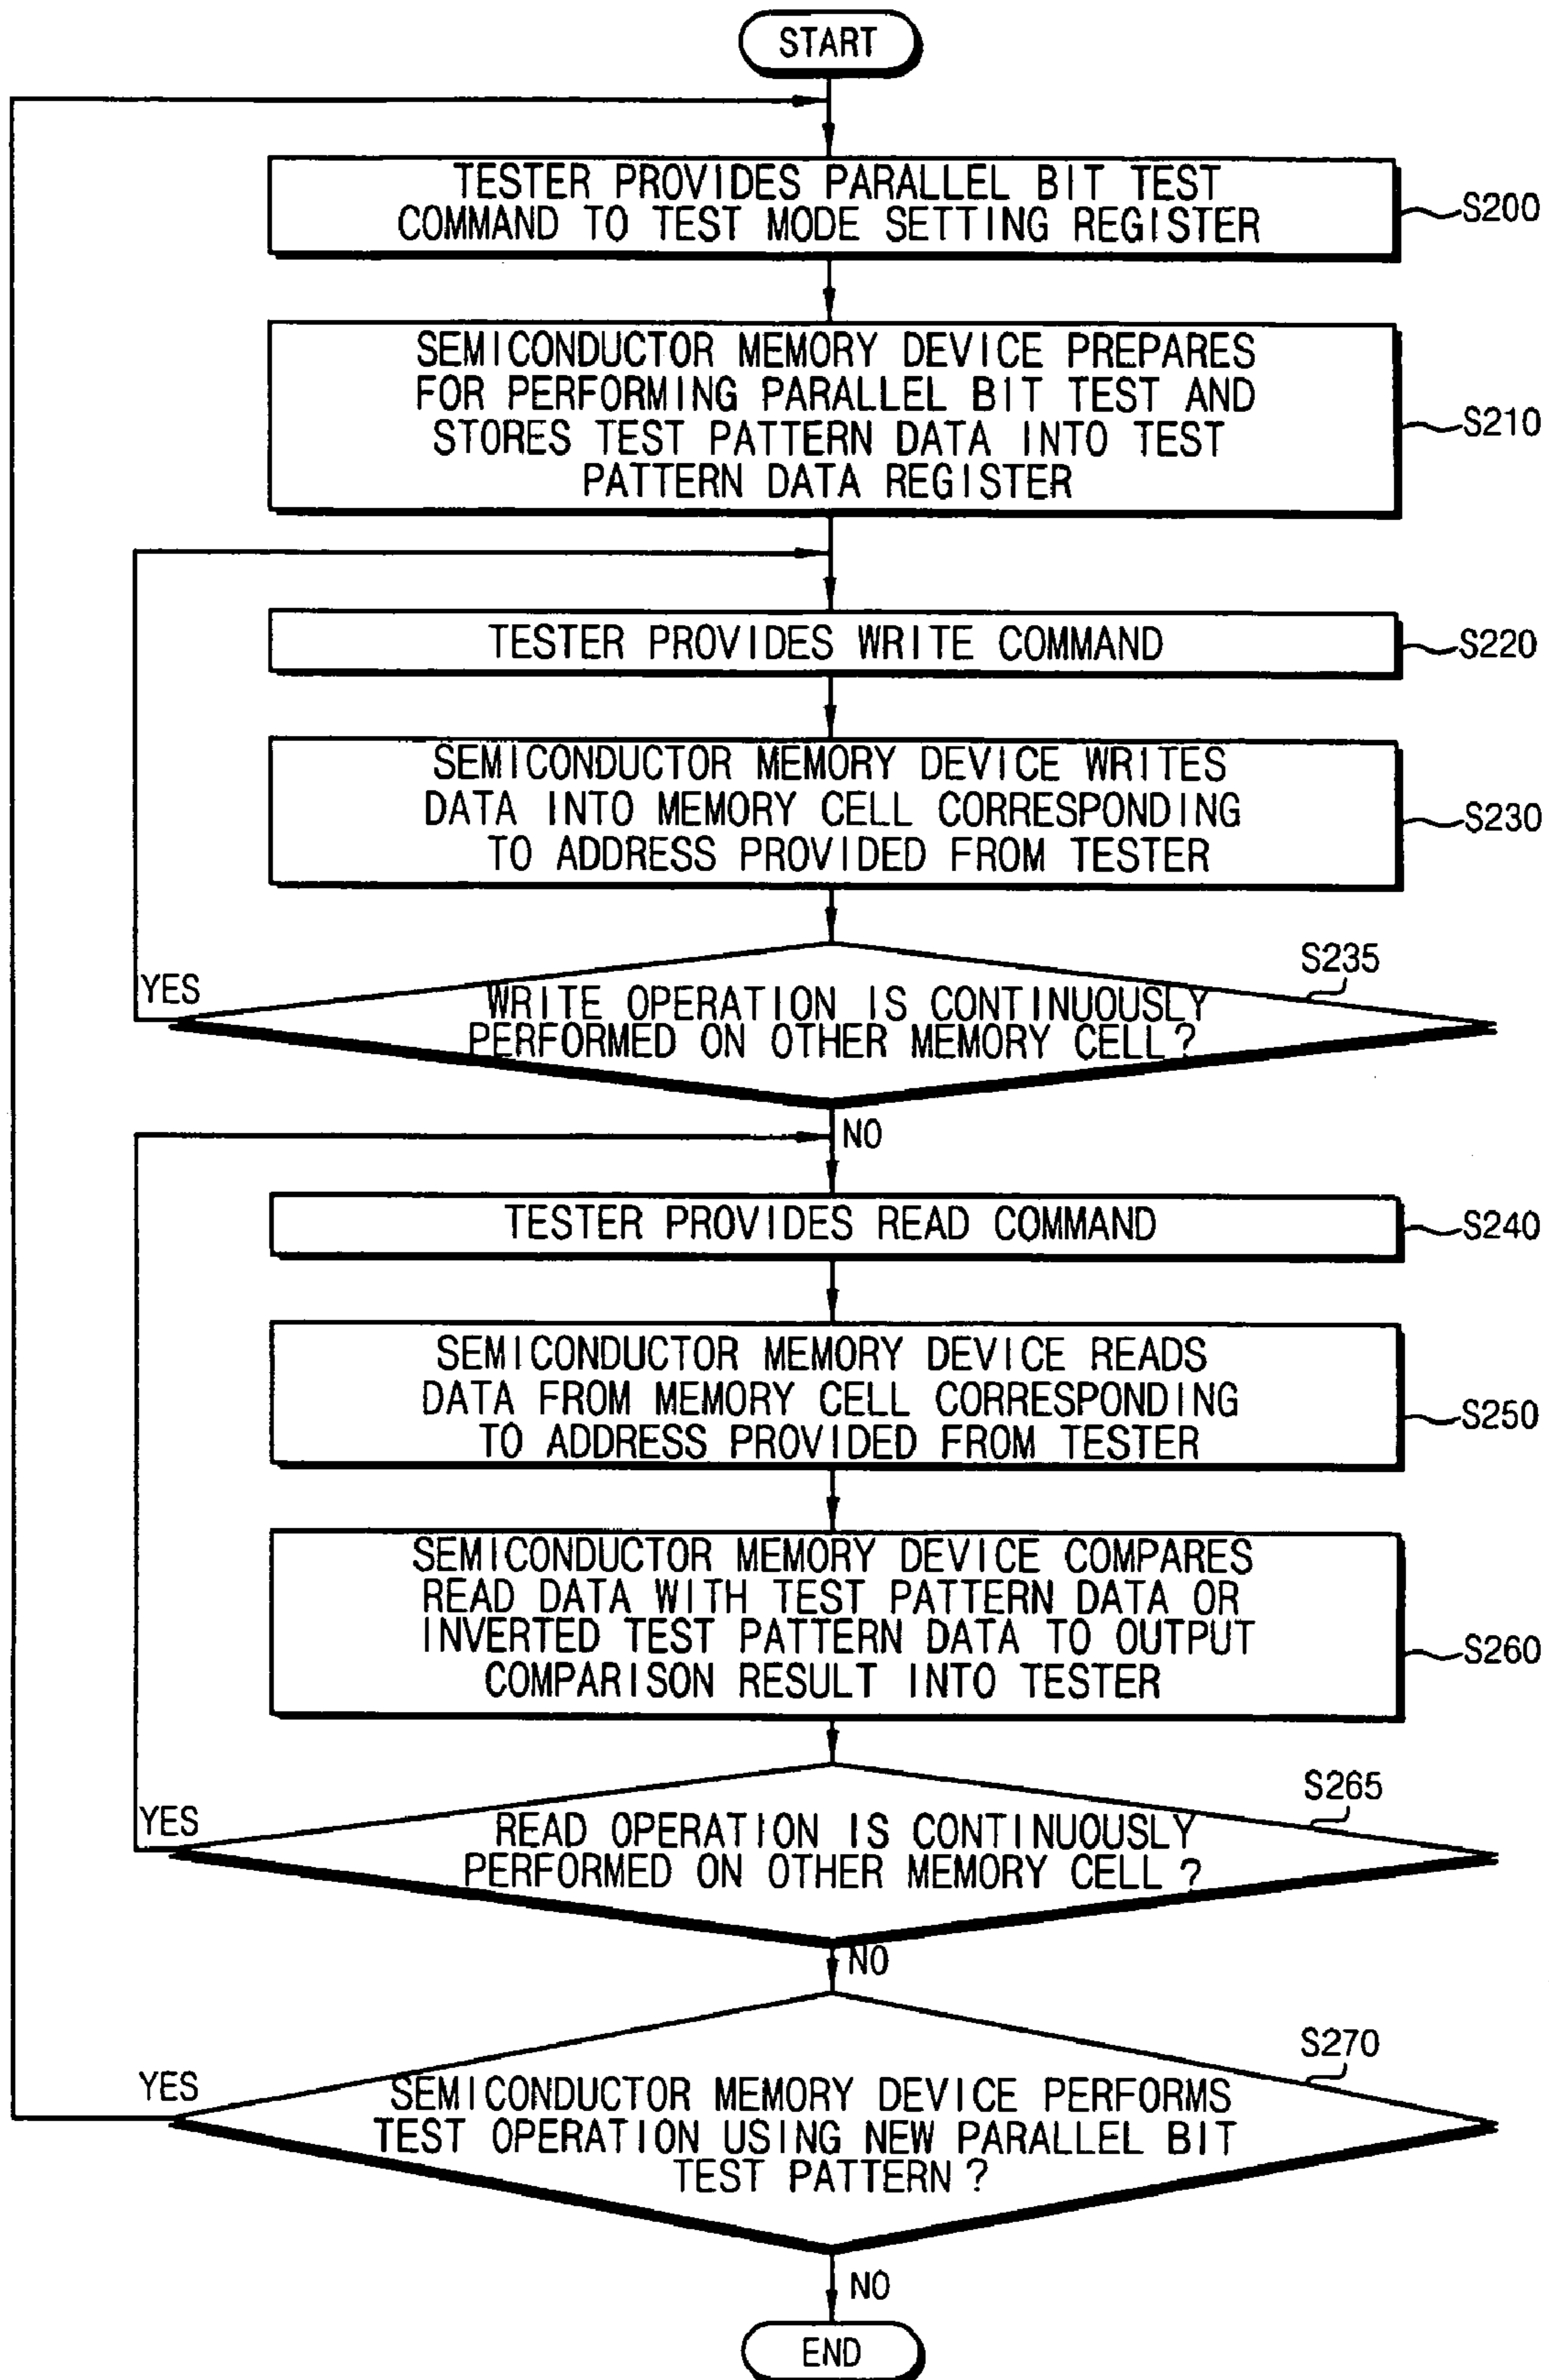 START
TESTER PROVIDES PARALLEL BIT TEST
COMMAND TO TEST MODE SETTING REGISTER
S200
SEMICONDUCTOR MEMORY DEVICE PREPARES
FOR PERFORMING PARALLEL BIT TEST AND
STORES TEST PATTERN DATA INTO TEST
PATTERN DATA REGISTER
S210
TESTER PROVIDES WRITE COMMAND
S220
SEMICONDUCTOR MEMORY DEVICE WRITES
DATA INTO MEMORY CELL CORRESPONDING
TO ADDRESS PROVIDED FROM TESTER
S230
S235
YES
WRITE OPERATION IS CONTINUOUSLY
PERFORMED ON OTHER MEMORY CELL?
NO
TESTER PROVIDES READ COMMAND
S240
SEMICONDUCTOR MEMORY DEVICE READS
DATA FROM MEMORY CELL CORRESPONDING
TO ADDRESS PROVIDED FROM TESTER
S250
SEMICONDUCTOR MEMORY DEVICE COMPARES
READ DATA WITH TEST PATTERN DATA OR
INVERTED TEST PATTERN DATA TO OUTPUT
COMPARISON RESULT INTO TESTER
S260
S265
YES
READ OPERATION IS CONTINUOUSLY
PERFORMED ON OTHER MEMORY CELL ?
NO
S270
YES
SEMICONDUCTOR MEMORY DEVICE PERFORMS
TEST OPERATION USING NEW PARALLEL BIT
TEST PATTERN ?
NO
END